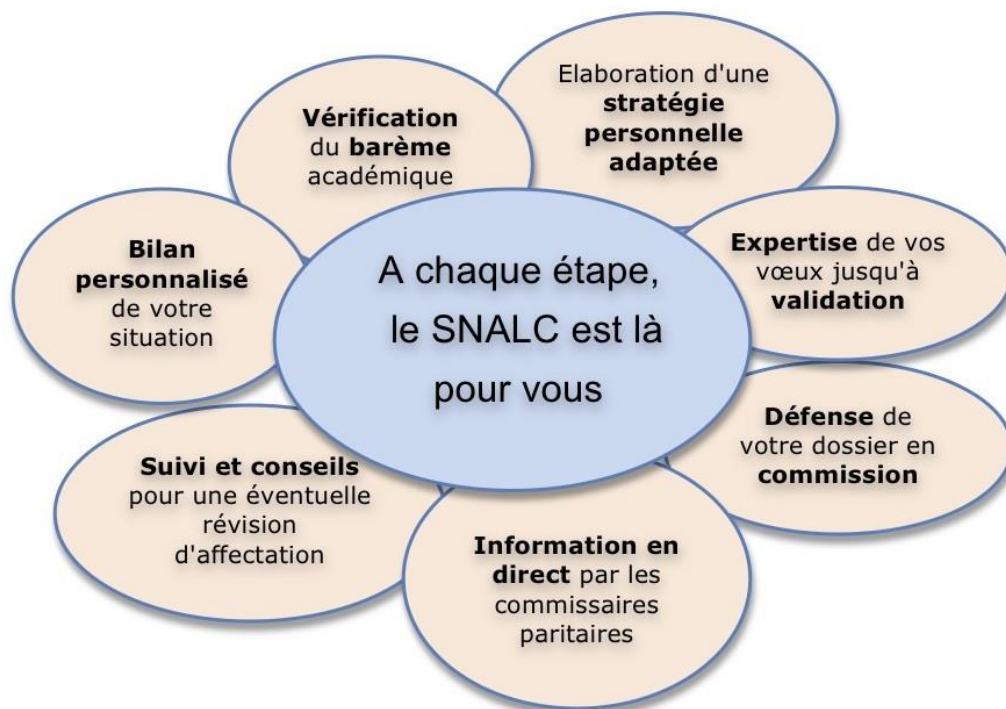 A chaque étape,
le SNALC est là
pour vous
Bilan
personnalisé
de votre
situation
Vérification
du barème
académique
Elaboration d'une
stratégie
personnelle
adaptée
Expertise de vos
vœux jusqu'à
validation
Défense de
votre dossier en
commission
Information en
direct par les
commissaires
paritaires
Suivi et conseils
pour une éventuelle
révision
d'affectation